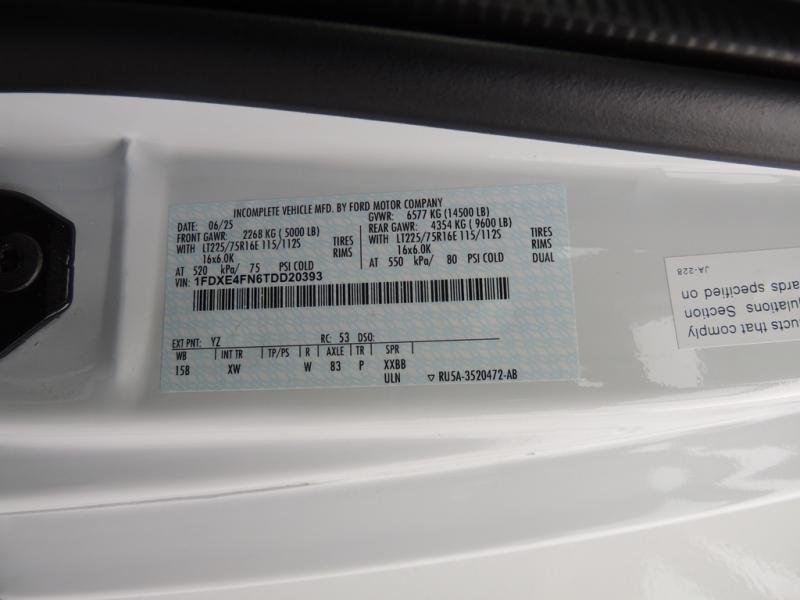 INCOMPLETE VEHICLE MFD. BY FORD MOTOR COMPANY
DATE: 06/25 GVWR: 6577 KG (14500 LB)
FRONT GAWR: 2268 KG (5000 LB) REAR GAWR: 4354 KG (9600 LB)
WITH LT225/75R16E 115/112S TIRES WITH LT225/75R16E 115/112S TIRES
16x6.0K RIMS 16x6.0K RIMS
AT 520 kPa/ 75 PSI COLD AT 550 kPa/ 80 PSI COLD DUAL
VIN: 1FDXE4FN6TDD20393
EXT PNT: YZ RC: 53 DSO:
WB INT TR TP/PS R AXLE TR SPR
158 XW W 83 P XXBB
ULN ▽ RU5A-3520472-AB
ucts that comply
ulations Section
ards specified on
JA-228